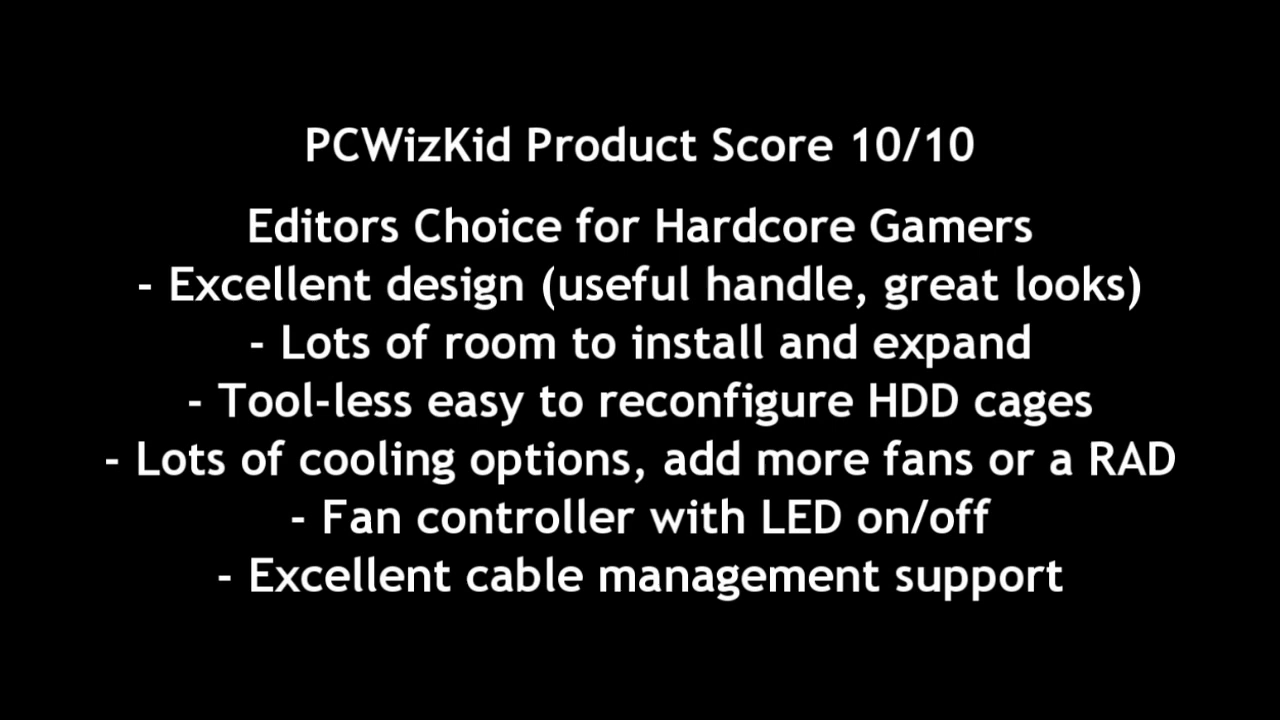 PCWizKid Product Score 10/10
Editors Choice for Hardcore Gamers
- Excellent design (useful handle, great looks)
- Lots of room to install and expand
- Tool-less easy to reconfigure HDD cages
- Lots of cooling options, add more fans or a RAD
- Fan controller with LED on/off
- Excellent cable management support